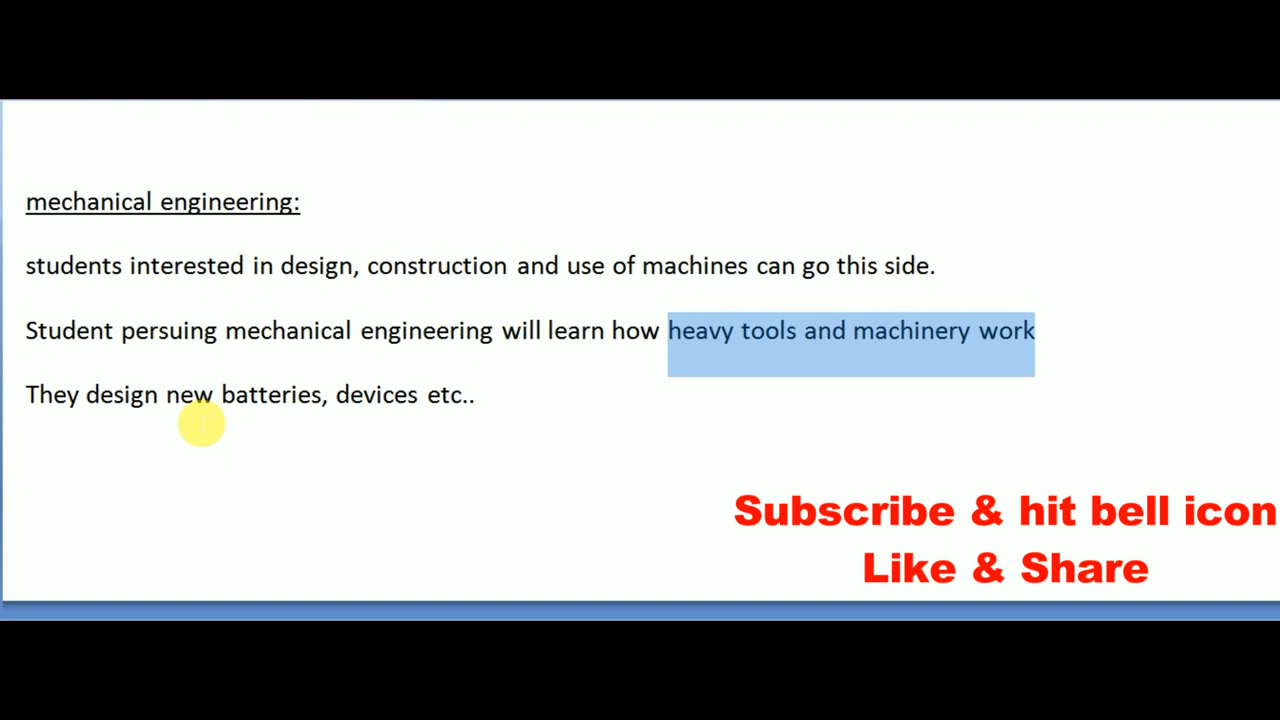 mechanical engineering:
students interested in design, construction and use of machines can go this side.
Student persuing mechanical engineering will learn how heavy tools and machinery work
They design new batteries, devices etc..
Subscribe & hit bell icon
Like & Share